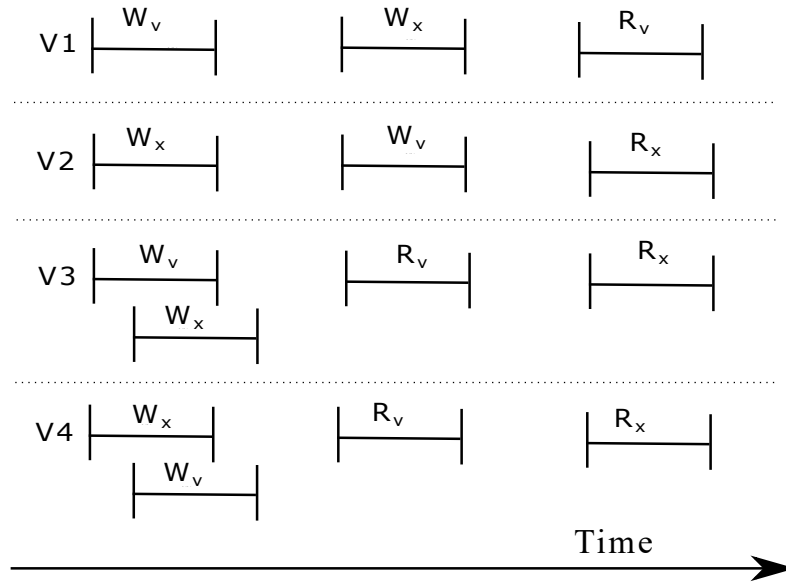 V1 Wᵥ Wₓ Rᵥ
V2 Wₓ Wᵥ Rₓ
V3 Wᵥ Rᵥ Rₓ
Wₓ
V4 Wₓ Rᵥ Rₓ
Wᵥ
Time